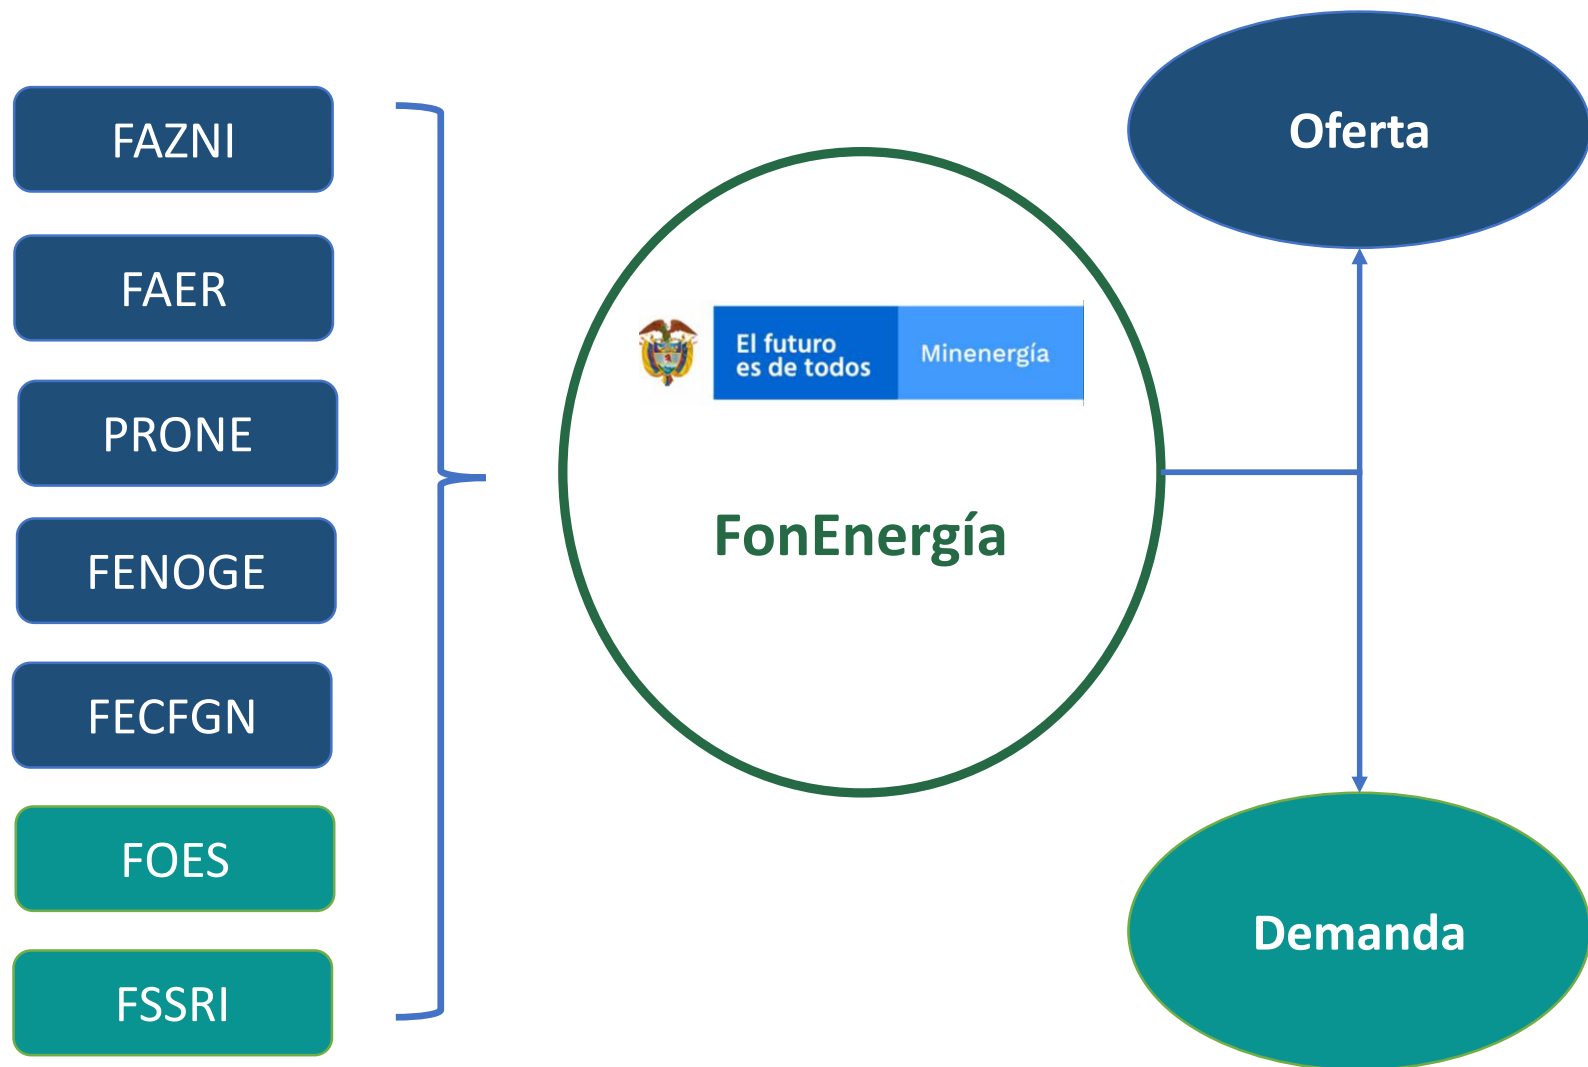 FAZNI
FAER
PRONE
FENOGE
FECFGN
FOES
FSSRI
El futuro
es de todos
Minenergía
FonEnergía
Oferta
Demanda